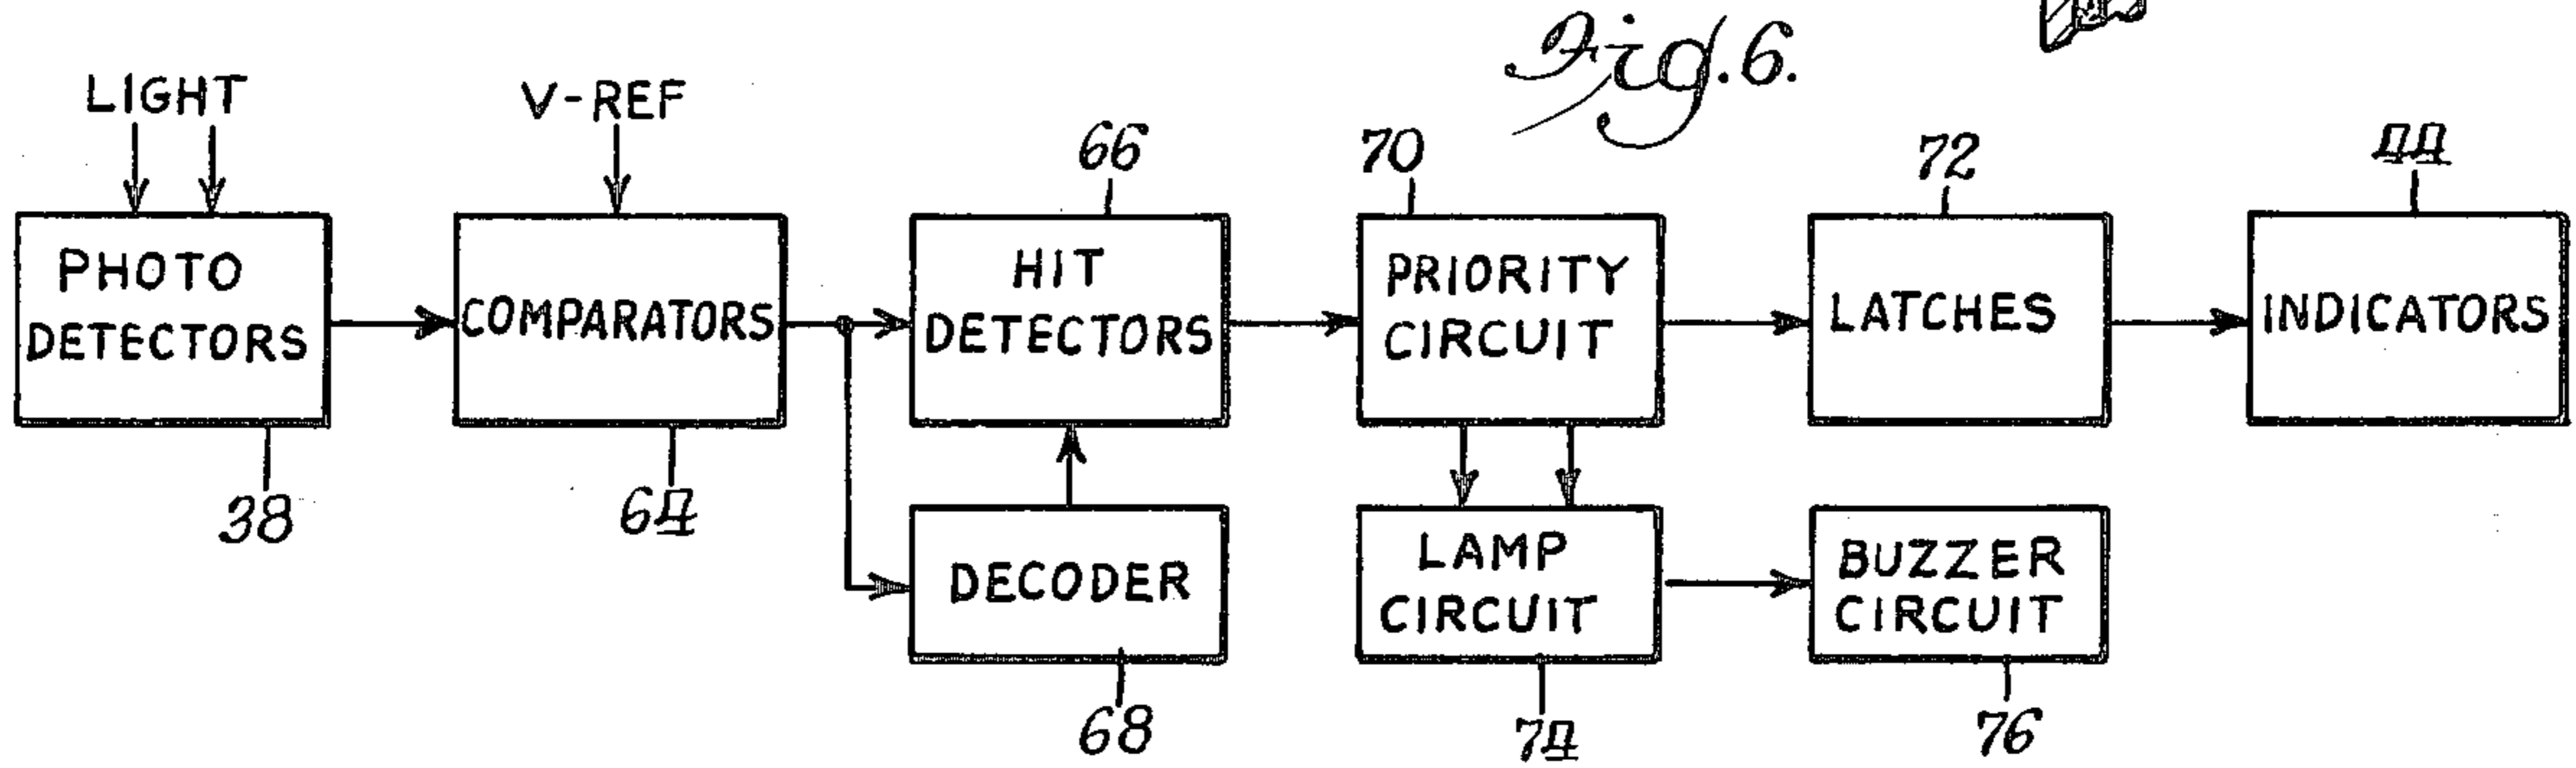 Fig. 6.
LIGHT
V-REF
66
70
72
44
PHOTO
DETECTORS
COMPARATORS
HIT
DETECTORS
PRIORITY
CIRCUIT
LATCHES
INDICATORS
38
64
DECODER
LAMP
CIRCUIT
BUZZER
CIRCUIT
68
74
76